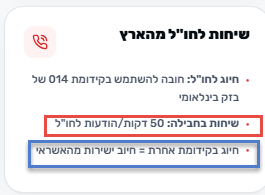 שיחות לחו"ל מהארץ
• חיוג לחו"ל: חובה להשתמש בקידומת 014 של
בזק בינלאומי
• שיחות בחבילה: 50 דקות/הודעות לחו"ל
• חיוג בקידומת אחרת = חיוב ישירות מהאשראי